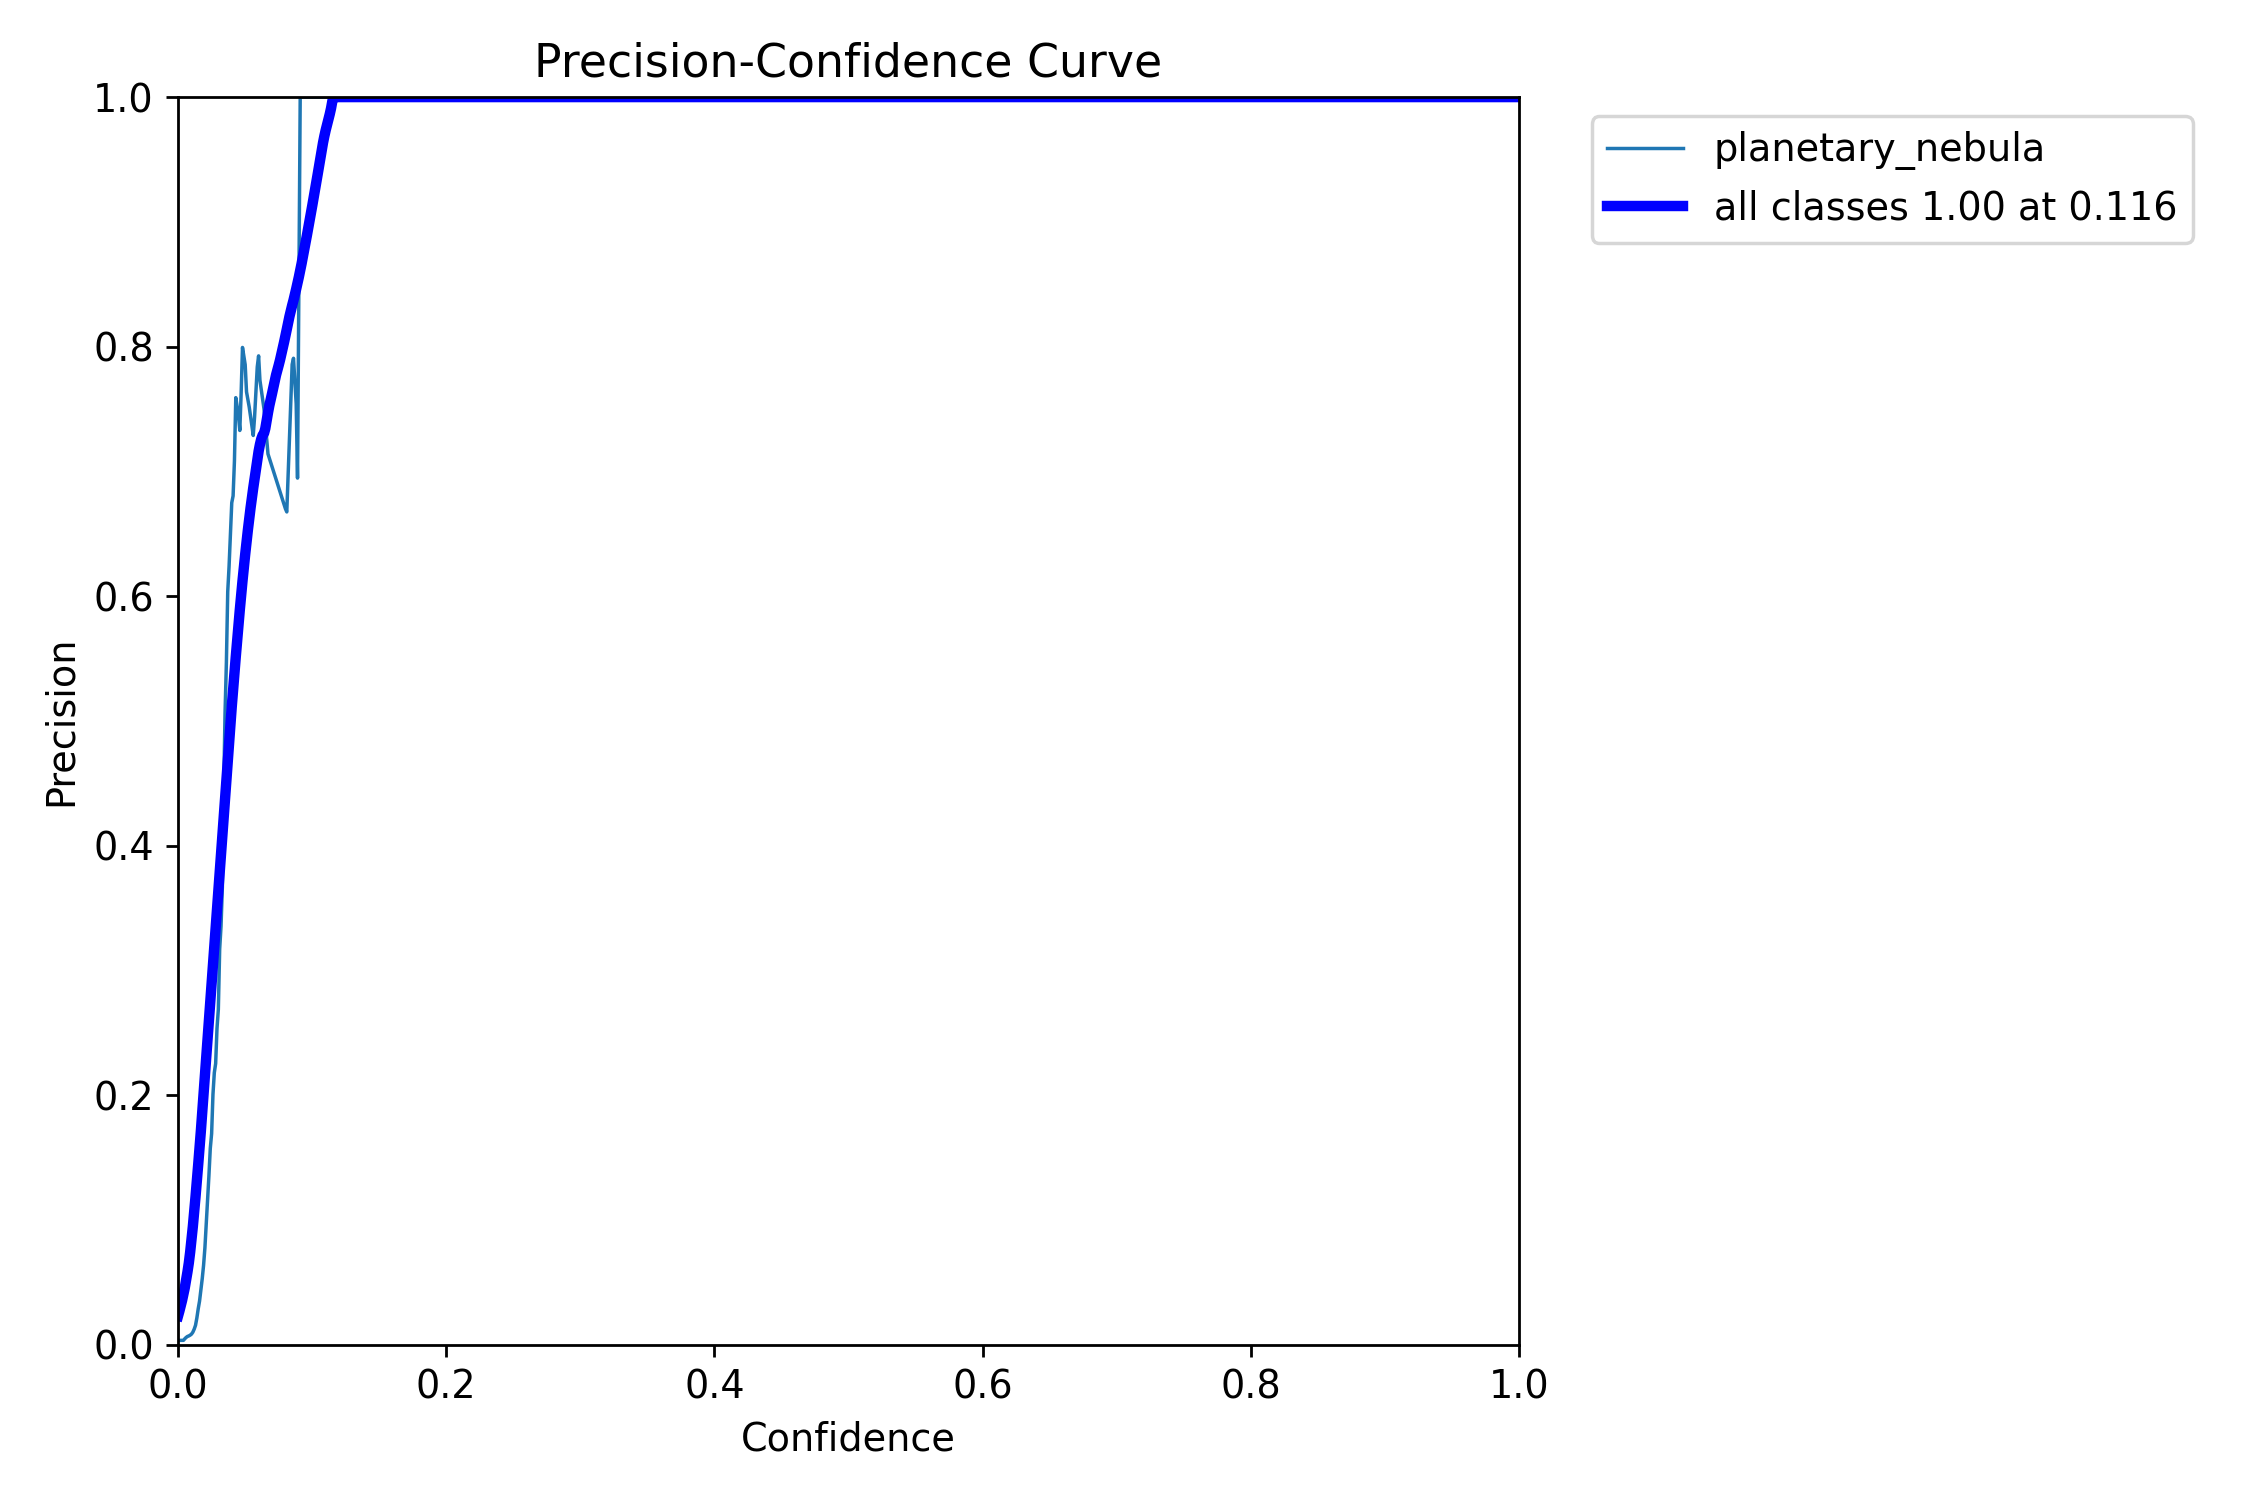 Precision-Confidence Curve
planetary_nebula
all classes 1.00 at 0.116
1.0
0.8
0.6
0.4
0.2
0.0
Precision
0.0 0.2 0.4 0.6 0.8 1.0
Confidence